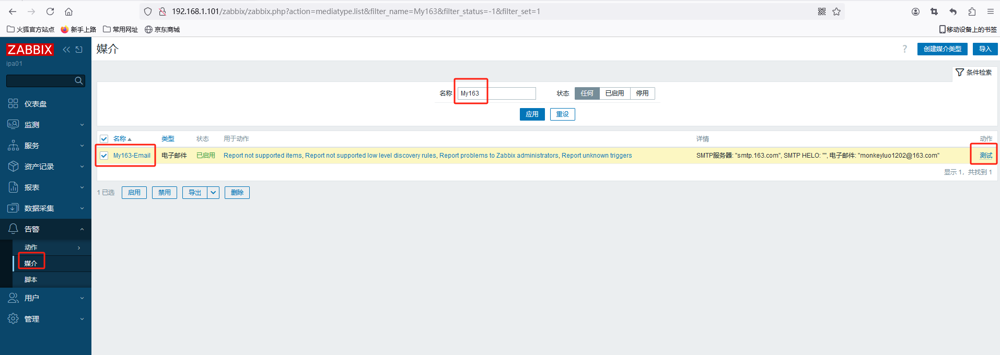 192.168.1.101/zabbix/zabbix.php?action=mediatype.list&filter_name=My163&filter_status=-1&filter_set=1
火狐官方站点 新手上路 常用网址 京东商城 移动设备上的书签
ZABBIX
ipa01
仪表盘
监测
服务
资产记录
报表
数据采集
告警
动作
媒介
脚本
用户
管理
媒介
? 创建媒介类型 导入
条件检索
名称 My163 状态 任何 已启用 停用
应用 重设
名称 类型 状态 用于动作 详情 动作
My163-Email 电子邮件 已启用 Report not supported items, Report not supported low level discovery rules, Report problems to Zabbix administrators, Report unknown triggers SMTP服务器: "smtp.163.com", SMTP HELO: "", 电子邮件: "monkeyluo1202@163.com" 测试
显示 1，共找到 1
1 已选 启用 禁用 导出 删除